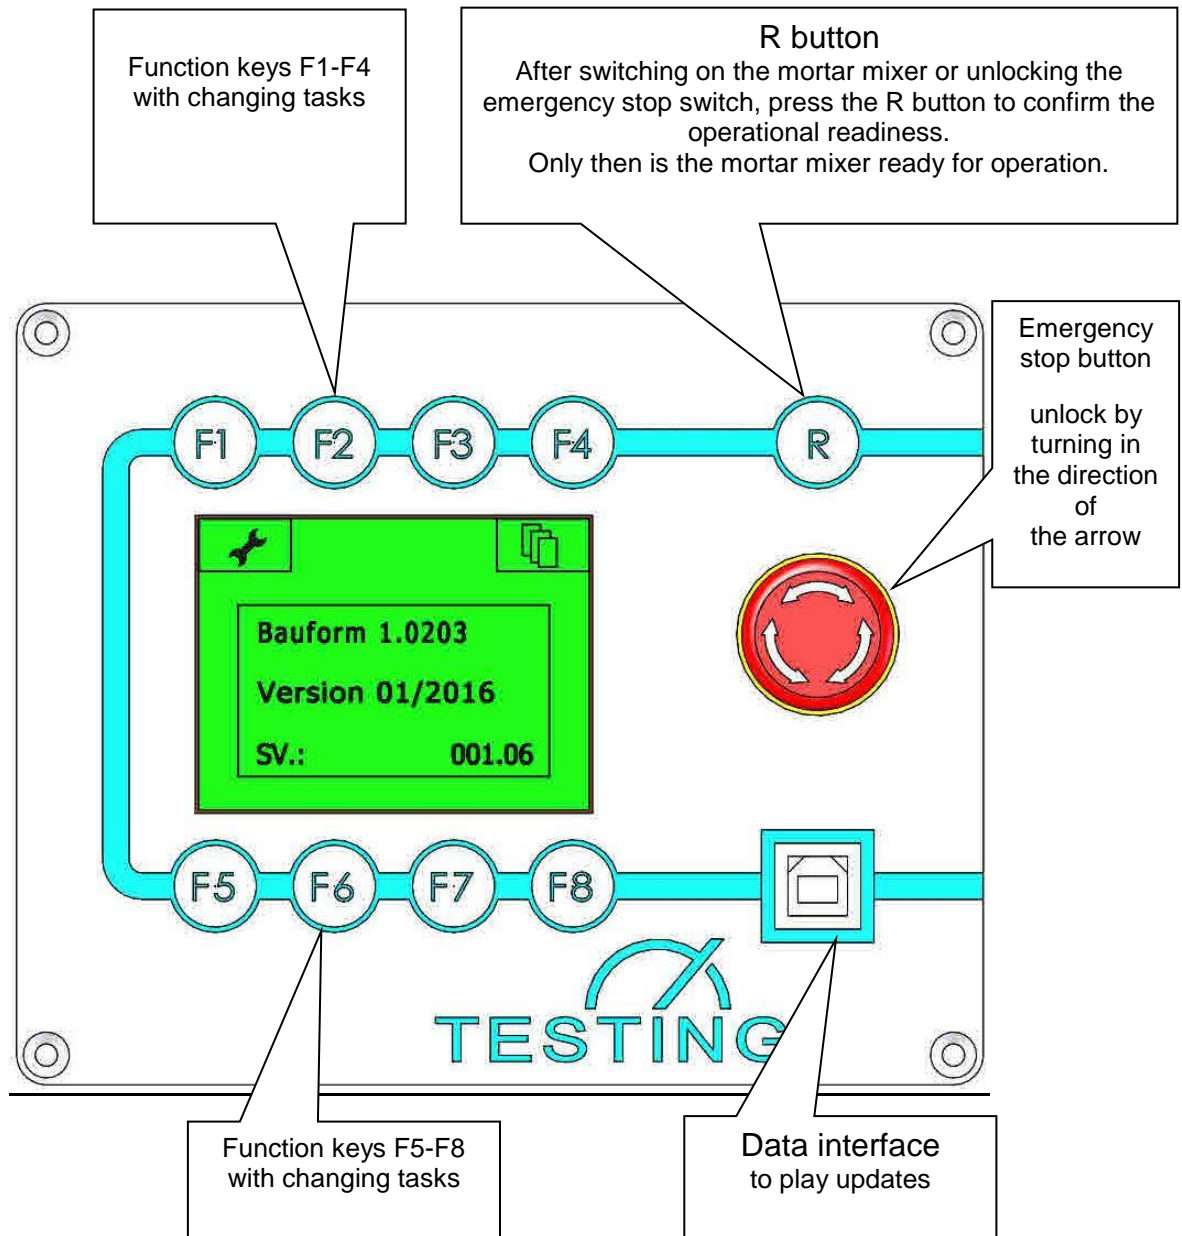 Function keys F1-F4
with changing tasks
R button
After switching on the mortar mixer or unlocking the
emergency stop switch, press the R button to confirm the
operational readiness.
Only then is the mortar mixer ready for operation.
Emergency
stop button
unlock by
turning in
the direction
of
the arrow
F1 F2 F3 F4 R
Bauform 1.0203
Version 01/2016
SV.: 001.06
F5 F6 F7 F8
TESTING
Function keys F5-F8
with changing tasks
Data interface
to play updates